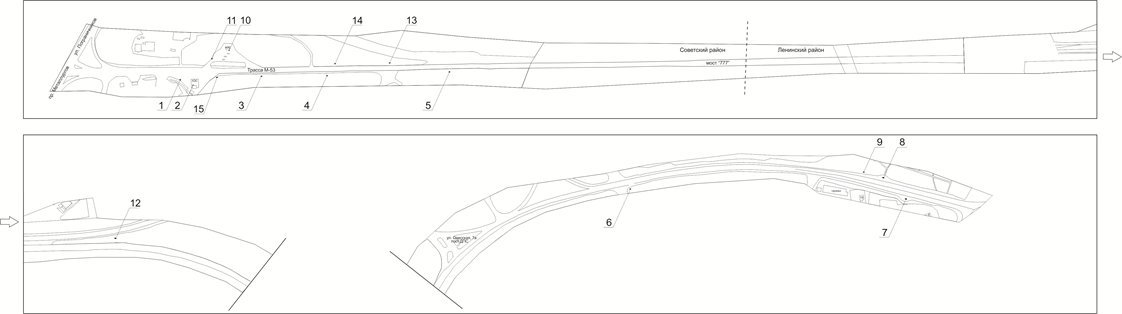 11 10
14
13
ул. Пограничников
пр. Металлургов
Советский район
Ленинский район
Трасса М-53
мост "777"
1
2
15
3
4
5
12
9
8
6
7